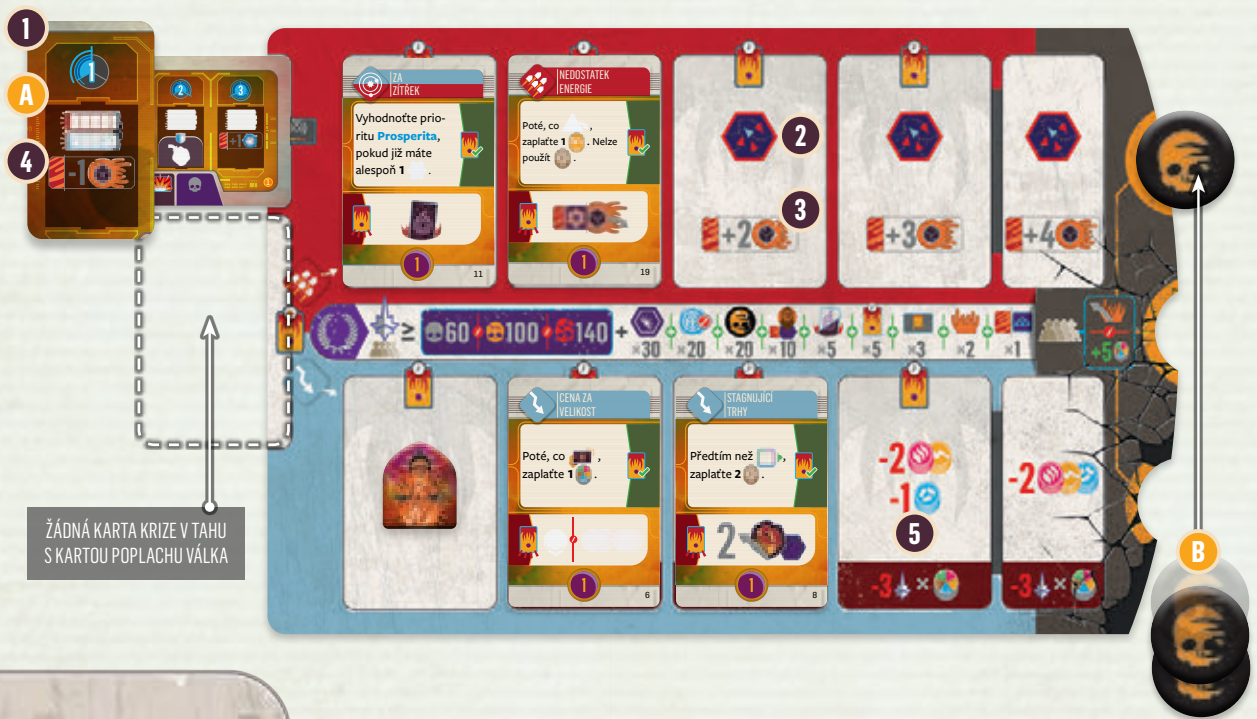 1
A
4
1
2
3
-1
+1
1
ZA
ZÍTŘEK
Vyhodnoťte prio-
ritu Prosperita,
pokud již máte
alespoň 1 .
1
11
NEDOSTATEK
ENERGIE
Poté, co ,
zaplaťte 1 . Nelze
použít .
1
19
2
3
+2
+3
+4
≥ 60 100 140 + ×30 ×20 ×20 ×10 ×5 ×5 ×3 ×2 ×1
+5
CENA ZA
VELIKOST
Poté, co ,
zaplaťte 1 .
1
6
STAGNUJÍCÍ
TRHY
Předtím než ,
zaplaťte 2 .
2
1
8
-2
-1
5
-3 ×
-2
-3 ×
ŽÁDNÁ KARTA KRIZE V TAHU
S KARTOU POPLACHU VÁLKA
B